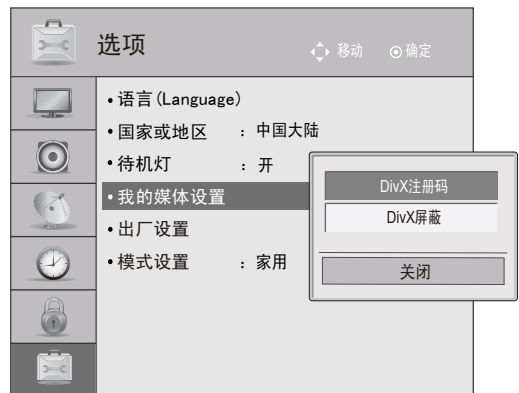 选项
移动 确定
•语言(Language)
•国家或地区 : 中国大陆
•待机灯 : 开
•我的媒体设置
•出厂设置
•模式设置 : 家用
DivX注册码
DivX屏蔽
关闭